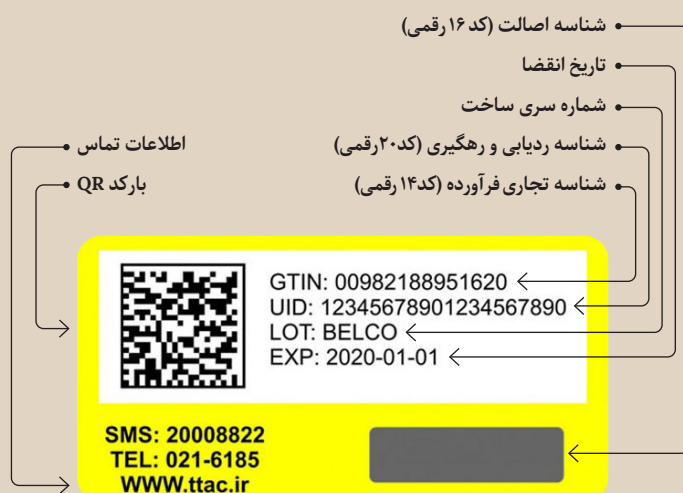 شناسه اصالت (کد ۱۶ رقمی)
تاریخ انقضا
شماره سری ساخت
شناسه ردیابی و رهگیری (کد۲۰رقمی)
اطلاعات تماس
شناسه تجاری فرآورده (کد۱۴ رقمی)
بارکد QR
GTIN: 00982188951620
UID: 12345678901234567890
LOT: BELCO
EXP: 2020-01-01
SMS: 20008822
TEL: 021-6185
WWW.ttac.ir